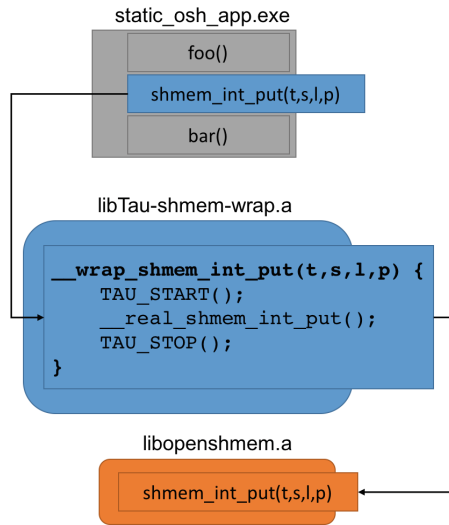 static_osh_app.exe
foo()
shmem_int_put(t,s,l,p)
bar()
libTau-shmem-wrap.a
__wrap_shmem_int_put(t,s,l,p) {
TAU_START();
__real_shmem_int_put();
TAU_STOP();
}
libopenshmem.a
shmem_int_put(t,s,l,p)